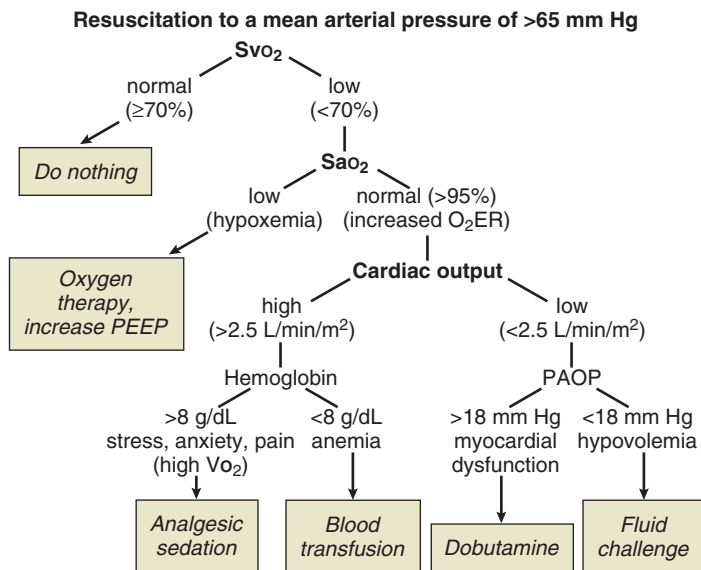 Resuscitation to a mean arterial pressure of >65 mm Hg
Svo₂
normal
(≥70%)
low
(<70%)
Do nothing
Sao₂
low
(hypoxemia)
normal (>95%)
(increased O₂ER)
Oxygen
therapy,
increase PEEP
Cardiac output
high
(>2.5 L/min/m²)
low
(<2.5 L/min/m²)
Hemoglobin
PAOP
>8 g/dL
stress, anxiety, pain
(high Vo₂)
<8 g/dL
anemia
>18 mm Hg
myocardial
dysfunction
<18 mm Hg
hypovolemia
Analgesic
sedation
Blood
transfusion
Dobutamine
Fluid
challenge